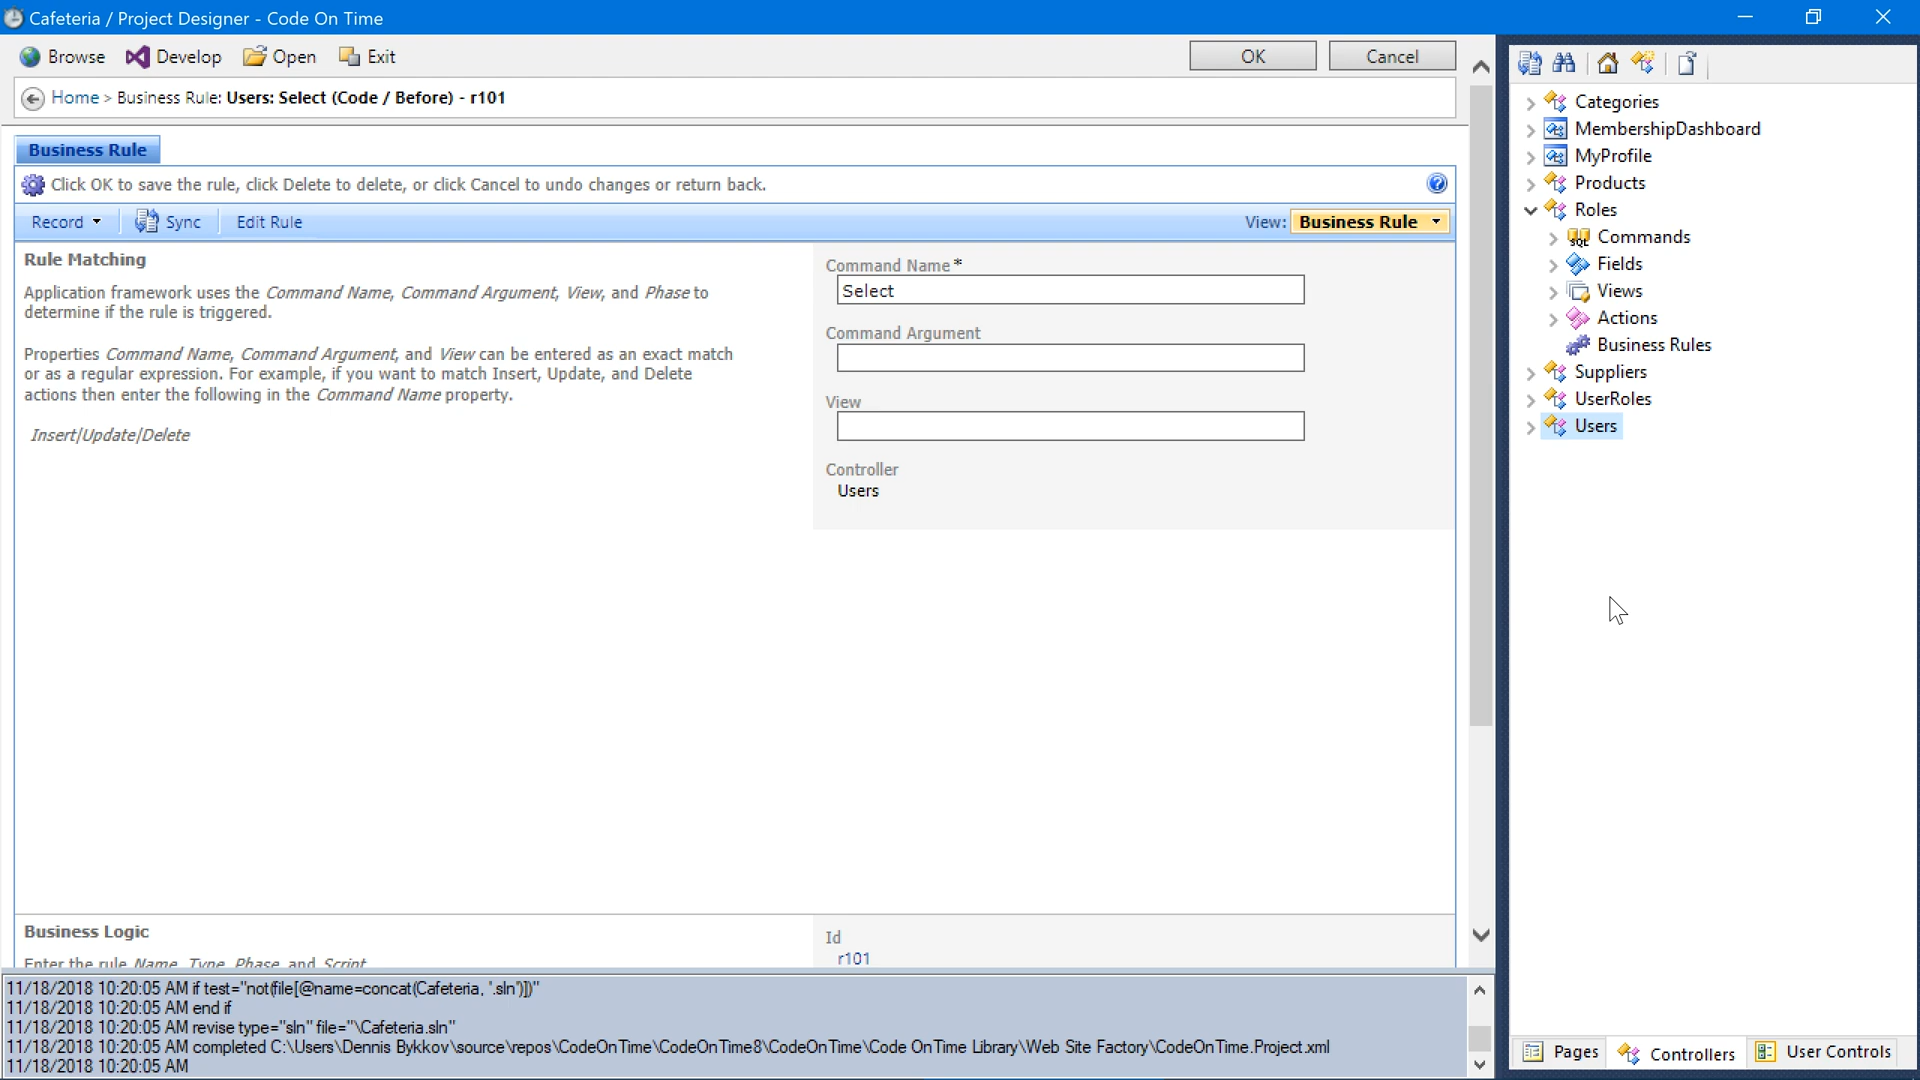 Cafeteria / Project Designer - Code On Time
Browse Develop Open Exit OK Cancel
Home > Business Rule: Users: Select (Code / Before) - r101
Business Rule
Click OK to save the rule, click Delete to delete, or click Cancel to undo changes or return back.
Record Sync Edit Rule View: Business Rule
Rule Matching
Application framework uses the Command Name, Command Argument, View, and Phase to
determine if the rule is triggered.
Properties Command Name, Command Argument, and View can be entered as an exact match
or as a regular expression. For example, if you want to match Insert, Update, and Delete
actions then enter the following in the Command Name property.
Insert|Update|Delete
Command Name *
Select
Command Argument
View
Controller
Users
Business Logic
Enter the rule Name, Type, Phase, and Script
Id
r101
11/18/2018 10:20:05 AM if test="not(file[@name=concat(Cafeteria, '.sln')])"
11/18/2018 10:20:05 AM end if
11/18/2018 10:20:05 AM revise type="sln" file="\Cafeteria.sln"
11/18/2018 10:20:05 AM completed C:\Users\Dennis Bykkov\source\repos\CodeOnTime\CodeOnTime8\CodeOnTime\Code OnTime Library\Web Site Factory\CodeOnTime.Project.xml
11/18/2018 10:20:05 AM
Categories
MembershipDashboard
MyProfile
Products
Roles
SQL Commands
Fields
Views
Actions
Business Rules
Suppliers
UserRoles
Users
Pages Controllers User Controls